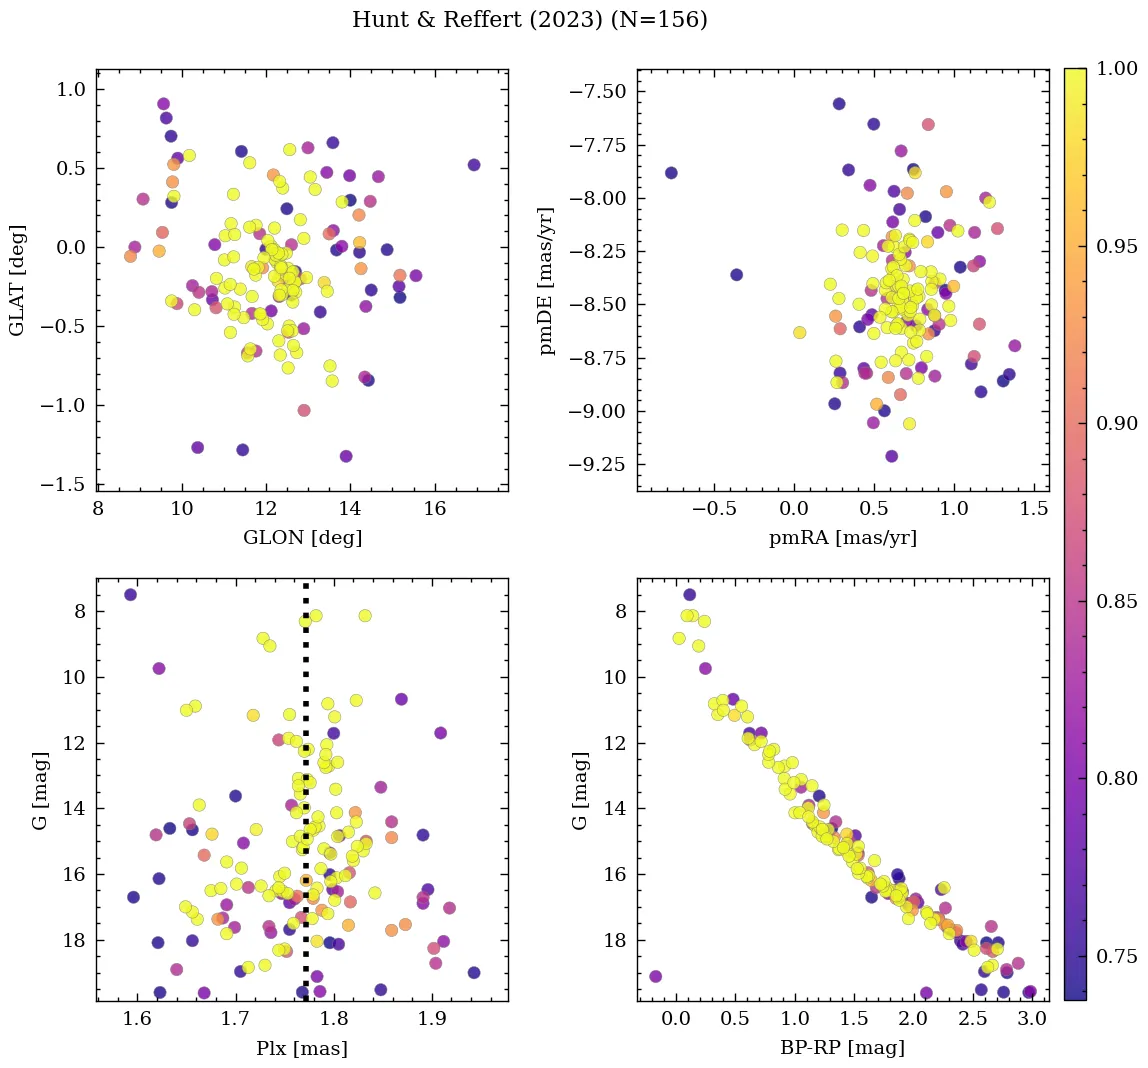 Hunt & Reffert (2023) (N=156)
1.0
0.5
0.0
−0.5
−1.0
−1.5
GLAT [deg]
8 10 12 14 16
GLON [deg]
−7.50
−7.75
−8.00
−8.25
−8.50
−8.75
−9.00
−9.25
pmDE [mas/yr]
−0.5 0.0 0.5 1.0 1.5
pmRA [mas/yr]
1.00
0.95
0.90
0.85
0.80
0.75
8
10
12
14
16
18
G [mag]
1.6 1.7 1.8 1.9
Plx [mas]
8
10
12
14
16
18
G [mag]
0.0 0.5 1.0 1.5 2.0 2.5 3.0
BP-RP [mag]